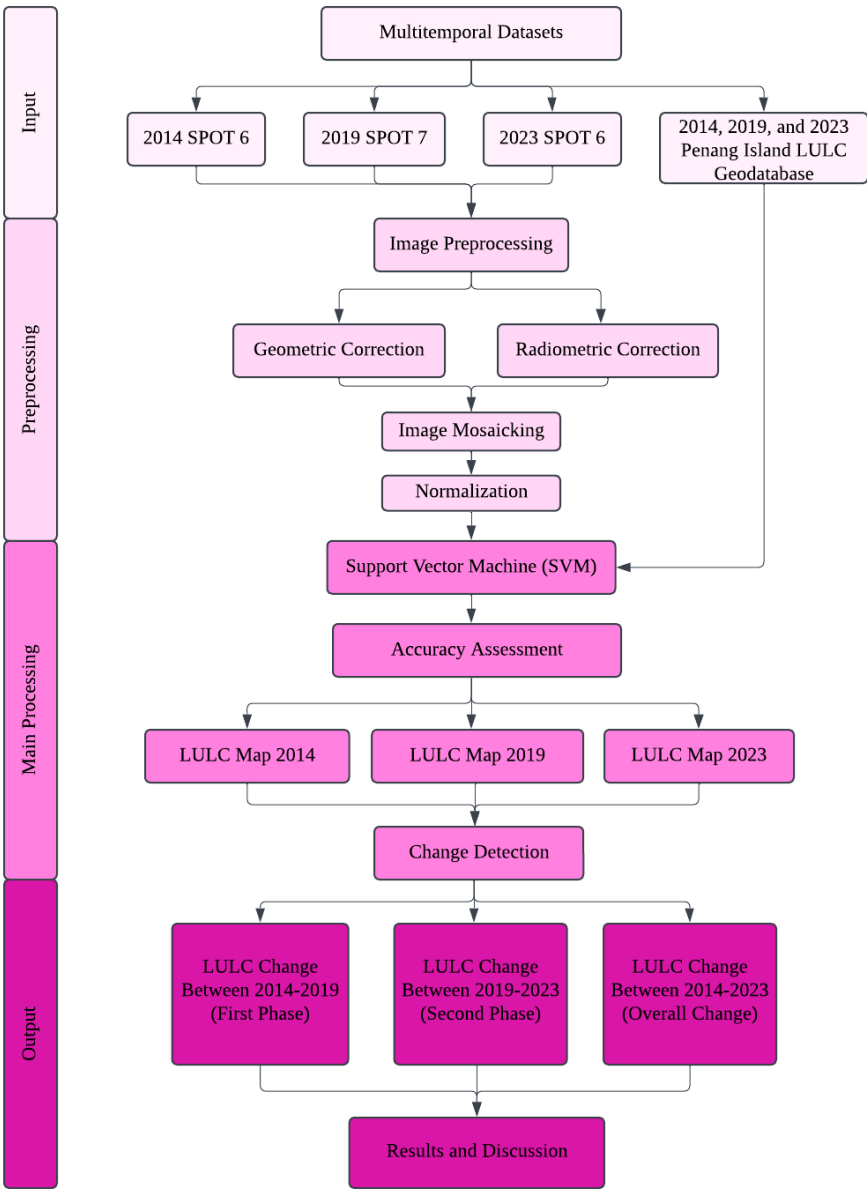 Input
Multitemporal Datasets
2014 SPOT 6
2019 SPOT 7
2023 SPOT 6
2014, 2019, and 2023
Penang Island LULC
Geodatabase
Preprocessing
Image Preprocessing
Geometric Correction
Radiometric Correction
Image Mosaicking
Normalization
Main Processing
Support Vector Machine (SVM)
Accuracy Assessment
LULC Map 2014
LULC Map 2019
LULC Map 2023
Change Detection
Output
LULC Change
Between 2014-2019
(First Phase)
LULC Change
Between 2019-2023
(Second Phase)
LULC Change
Between 2014-2023
(Overall Change)
Results and Discussion